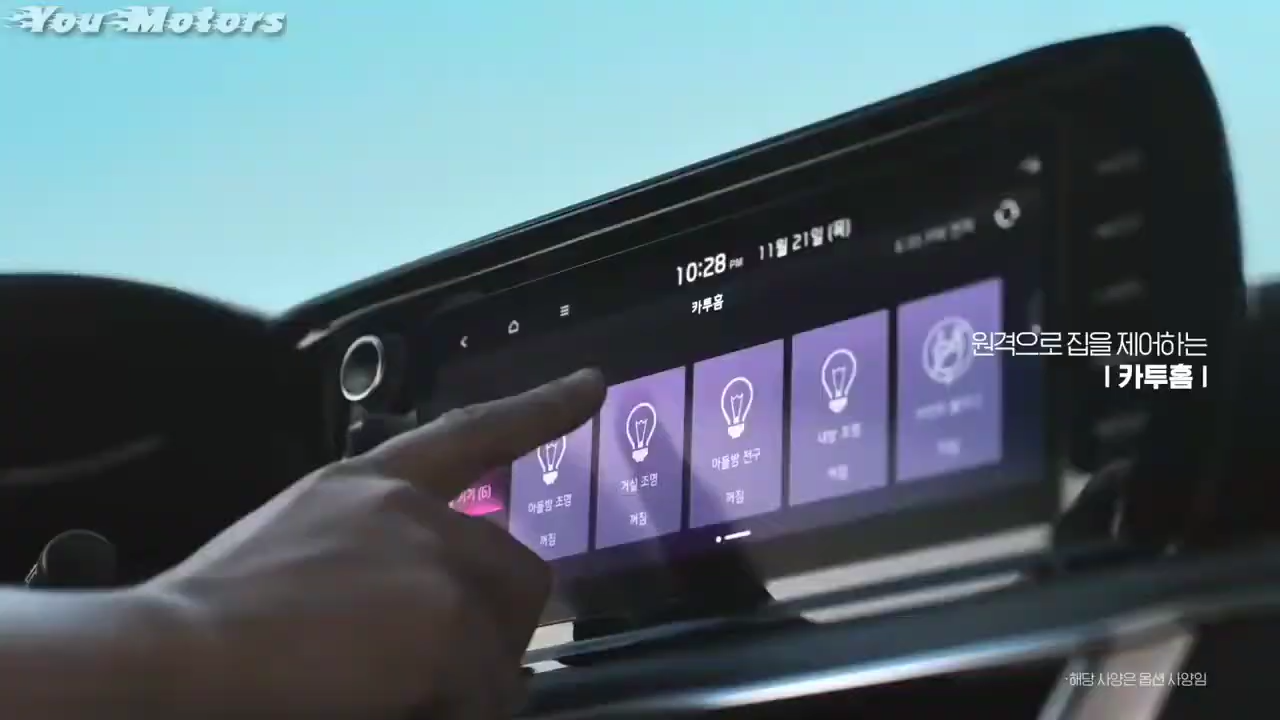 You Motors
10:28 PM 11월 21일 (목)
카투홈
원격으로 집을 제어하는
| 카투홈 |
기기 (6)
아들방 조명
꺼짐
거실 조명
꺼짐
아들방 전구
꺼짐
내방 조명
꺼짐
·해당 사양은 옵션 사양임